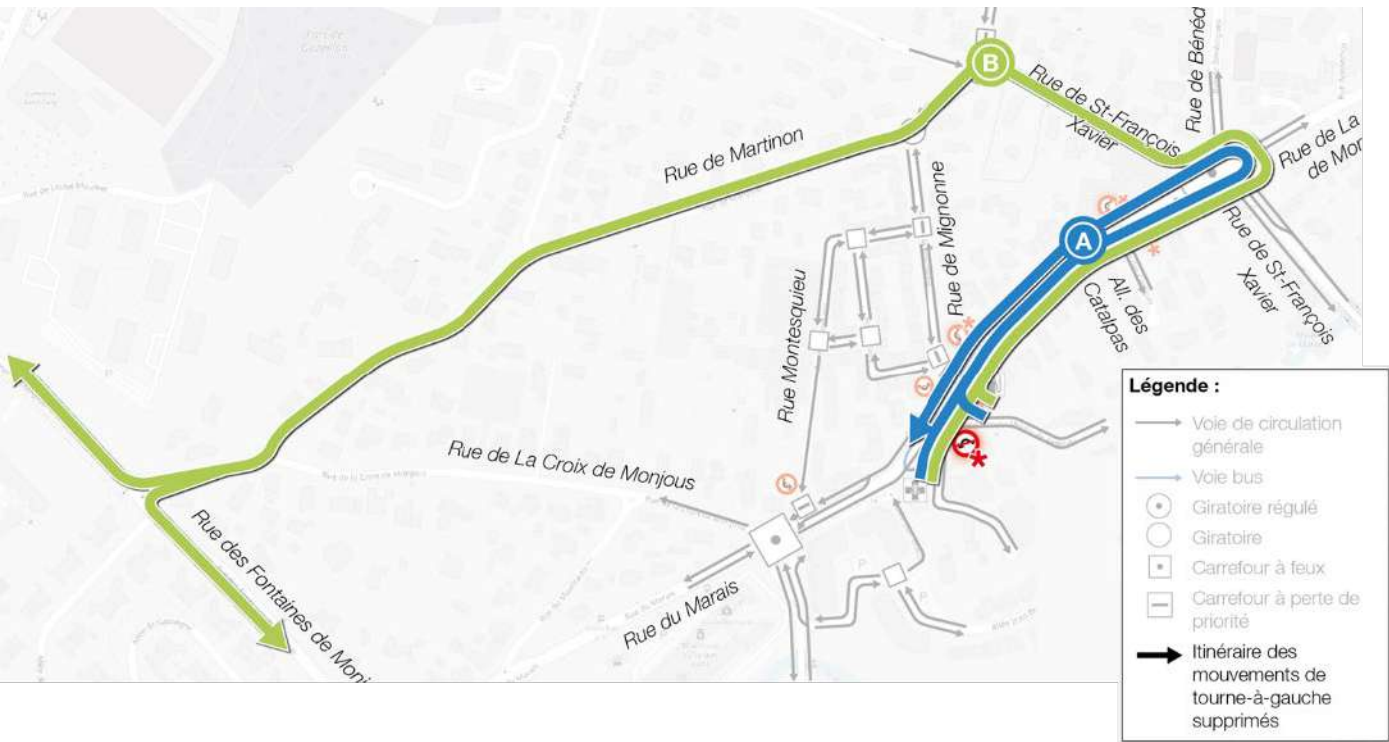 B
Rue de Bénéd
Rue de St-François
Xavier
Rue de La
de Mor
Rue de Martinon
A
Rue de Mignonne
Rue de St-François
Xavier
All. des
Catalpas
Rue Montesquieu
Légende :
Voie de circulation
générale
Voie bus
Giratoire régulé
Giratoire
Carrefour à feux
Carrefour à perte de
priorité
Itinéraire des
mouvements de
tourne-à-gauche
supprimés
Rue de La Croix de Monjous
Rue des Fontaines de Monj
Rue du Marais
P
P